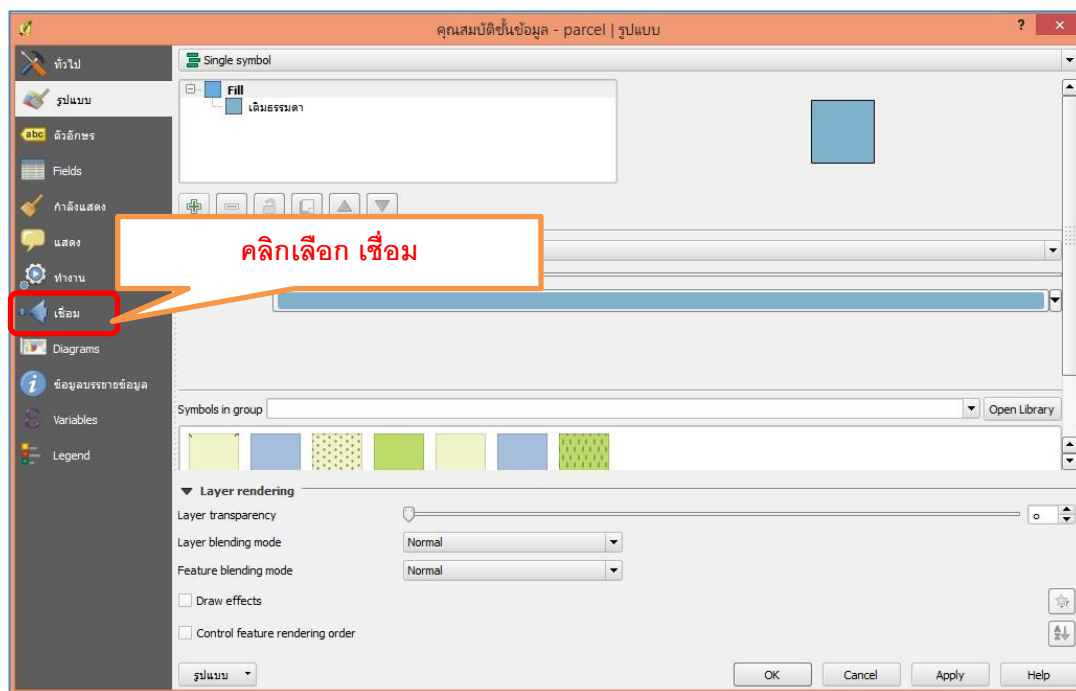 คุณสมบัติชั้นข้อมูล - parcel | รูปแบบ
?
ทั่วไป
รูปแบบ
abc ตัวอักษร
Fields
กำลังแสดง
แสดง
ทำงาน
เชื่อม
Diagrams
ข้อมูลบรรยายข้อมูล
Variables
Legend
Single symbol
Fill
เติมธรรมดา
คลิกเลือก เชื่อม
Symbols in group
Open Library
Layer rendering
Layer transparency
๐
Layer blending mode
Normal
Feature blending mode
Normal
Draw effects
Control feature rendering order
รูปแบบ
OK
Cancel
Apply
Help